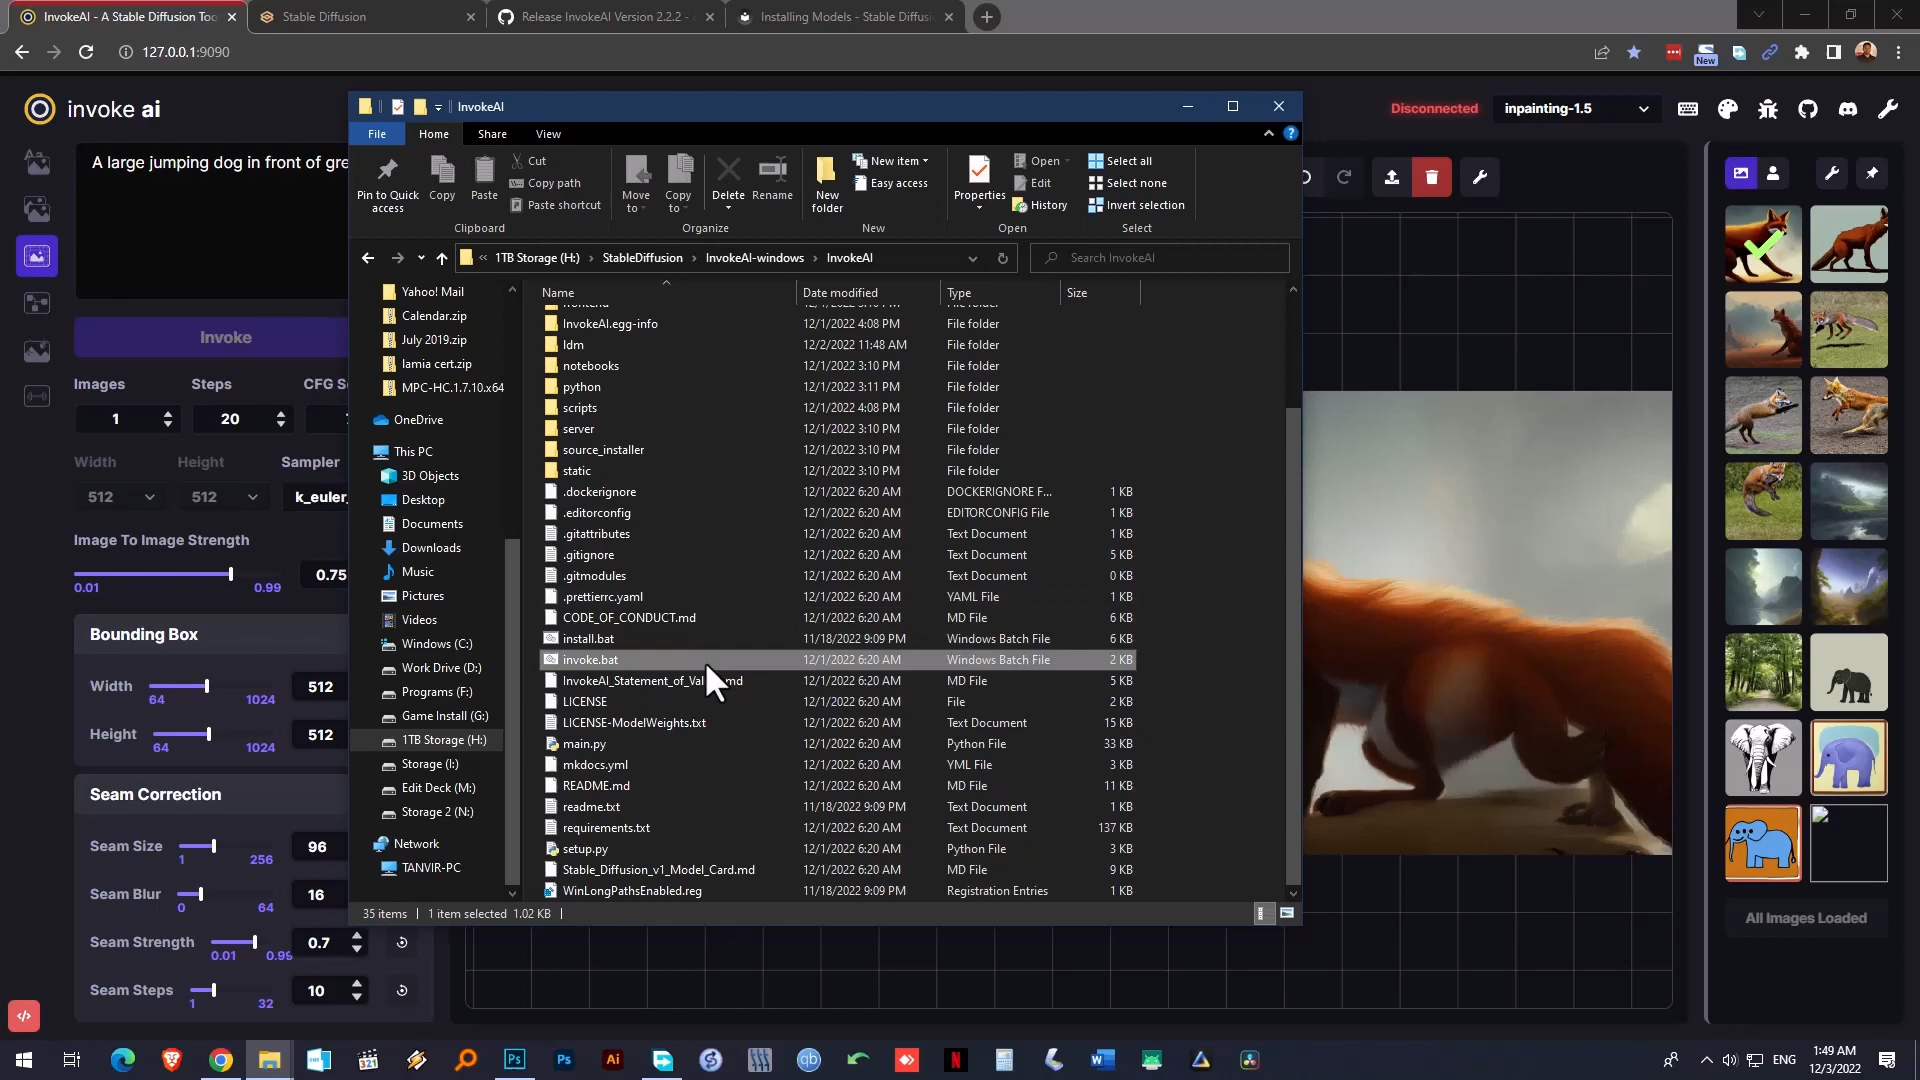 InvokeAI - A Stable Diffusion Too
Stable Diffusion
Release InvokeAI Version 2.2.2 -
Installing Models - Stable Diffusi
127.0.0.1:9090
New
invoke ai
A large jumping dog in front of gre
Invoke
Images
Steps
CFG S
1
20
Width
Height
Sampler
512
512
k_euler_
Image To Image Strength
0.75
0.01
0.99
Bounding Box
Width
64
1024
512
Height
64
1024
512
Seam Correction
Seam Size
1
256
96
Seam Blur
0
64
16
Seam Strength
0.01
0.99
0.7
Seam Steps
1
32
10
InvokeAI
File
Home
Share
View
Pin to Quick access
Copy
Paste
Cut
Copy path
Paste shortcut
Clipboard
Move to
Copy to
Delete
Rename
Organize
New folder
New item
Easy access
New
Properties
Open
Edit
History
Open
Select all
Select none
Invert selection
Select
« 1TB Storage (H:) › StableDiffusion › InvokeAI-windows › InvokeAI
Search InvokeAI
Yahoo! Mail
Calendar.zip
July 2019.zip
lamia cert.zip
MPC-HC.1.7.10.x64
OneDrive
This PC
3D Objects
Desktop
Documents
Downloads
Music
Pictures
Videos
Windows (C:)
Work Drive (D:)
Programs (F:)
Game Install (G:)
1TB Storage (H:)
Storage (I:)
Edit Deck (M:)
Storage 2 (N:)
Network
TANVIR-PC
Name Date modified Type Size
InvokeAI.egg-info 12/1/2022 4:08 PM File folder
ldm 12/2/2022 11:48 AM File folder
notebooks 12/1/2022 3:10 PM File folder
python 12/1/2022 3:11 PM File folder
scripts 12/1/2022 4:08 PM File folder
server 12/1/2022 3:10 PM File folder
source_installer 12/1/2022 3:10 PM File folder
static 12/1/2022 3:10 PM File folder
.dockerignore 12/1/2022 6:20 AM DOCKERIGNORE F... 1 KB
.editorconfig 12/1/2022 6:20 AM EDITORCONFIG File 1 KB
.gitattributes 12/1/2022 6:20 AM Text Document 1 KB
.gitignore 12/1/2022 6:20 AM Text Document 5 KB
.gitmodules 12/1/2022 6:20 AM Text Document 0 KB
.prettierrc.yaml 12/1/2022 6:20 AM YAML File 1 KB
CODE_OF_CONDUCT.md 12/1/2022 6:20 AM MD File 6 KB
install.bat 11/18/2022 9:09 PM Windows Batch File 6 KB
invoke.bat 12/1/2022 6:20 AM Windows Batch File 2 KB
InvokeAI_Statement_of_Val md 12/1/2022 6:20 AM MD File 5 KB
LICENSE 12/1/2022 6:20 AM File 2 KB
LICENSE-ModelWeights.txt 12/1/2022 6:20 AM Text Document 15 KB
main.py 12/1/2022 6:20 AM Python File 33 KB
mkdocs.yml 12/1/2022 6:20 AM YML File 3 KB
README.md 12/1/2022 6:20 AM MD File 11 KB
readme.txt 11/18/2022 9:09 PM Text Document 1 KB
requirements.txt 12/1/2022 6:20 AM Text Document 137 KB
setup.py 12/1/2022 6:20 AM Python File 3 KB
Stable_Diffusion_v1_Model_Card.md 12/1/2022 6:20 AM MD File 9 KB
WinLongPathsEnabled.reg 11/18/2022 9:09 PM Registration Entries 1 KB
35 items
1 item selected 1.02 KB
Disconnected
inpainting-1.5
All Images Loaded
321
Ps
Ps
Ai
qb
N
W
ENG
1:49 AM
12/3/2022